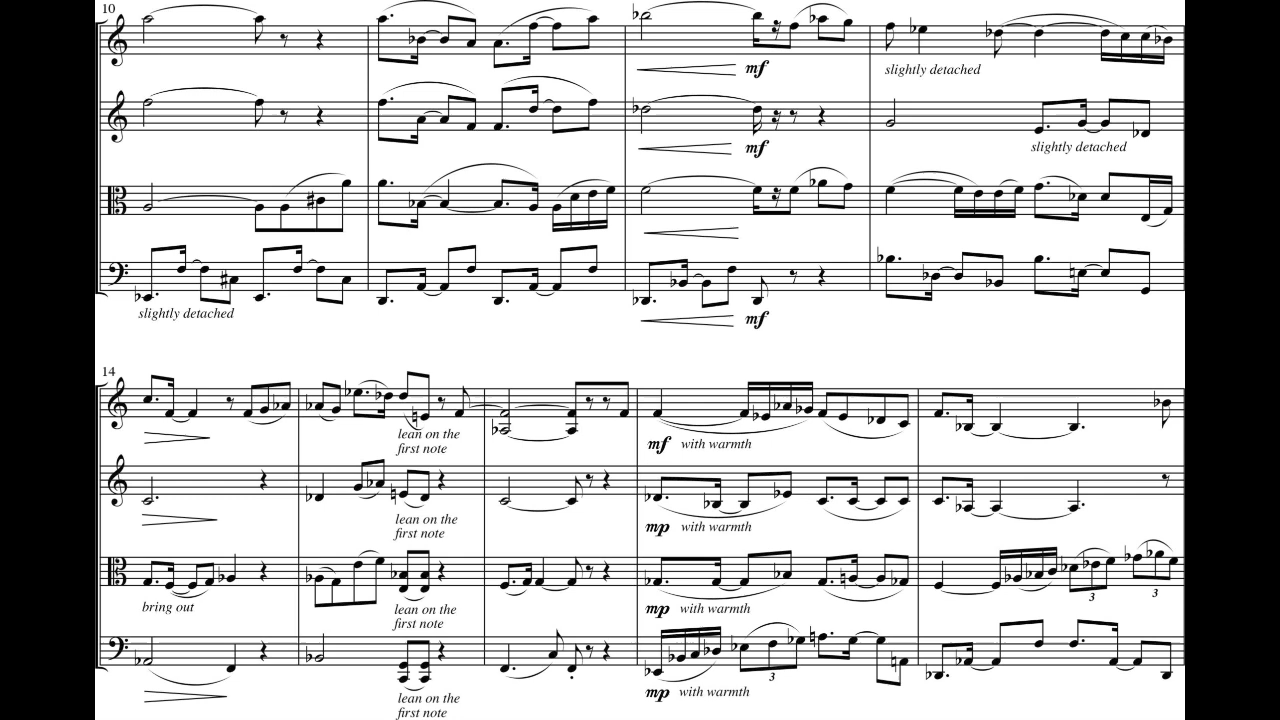 10
mf
slightly detached
mf
slightly detached
slightly detached
mf
14
lean on the
first note
mf with warmth
lean on the
first note
mp with warmth
3
3
bring out
lean on the
first note
mp with warmth
3
lean on the
first note
mp with warmth